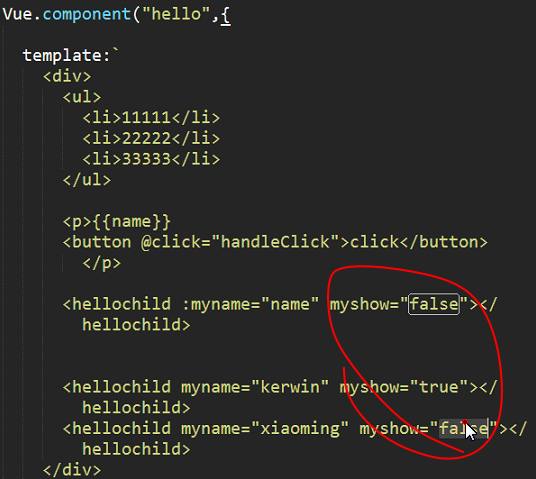 Vue.component("hello",{
template:`
<div>
<ul>
<li>11111</li>
<li>22222</li>
<li>33333</li>
</ul>
<p>{{name}}
<button @click="handleClick">click</button>
</p>
<hellochild :myname="name" myshow="false"></
hellochild>
<hellochild myname="kerwin" myshow="true"></
hellochild>
<hellochild myname="xiaoming" myshow="false"></
hellochild>
</div>